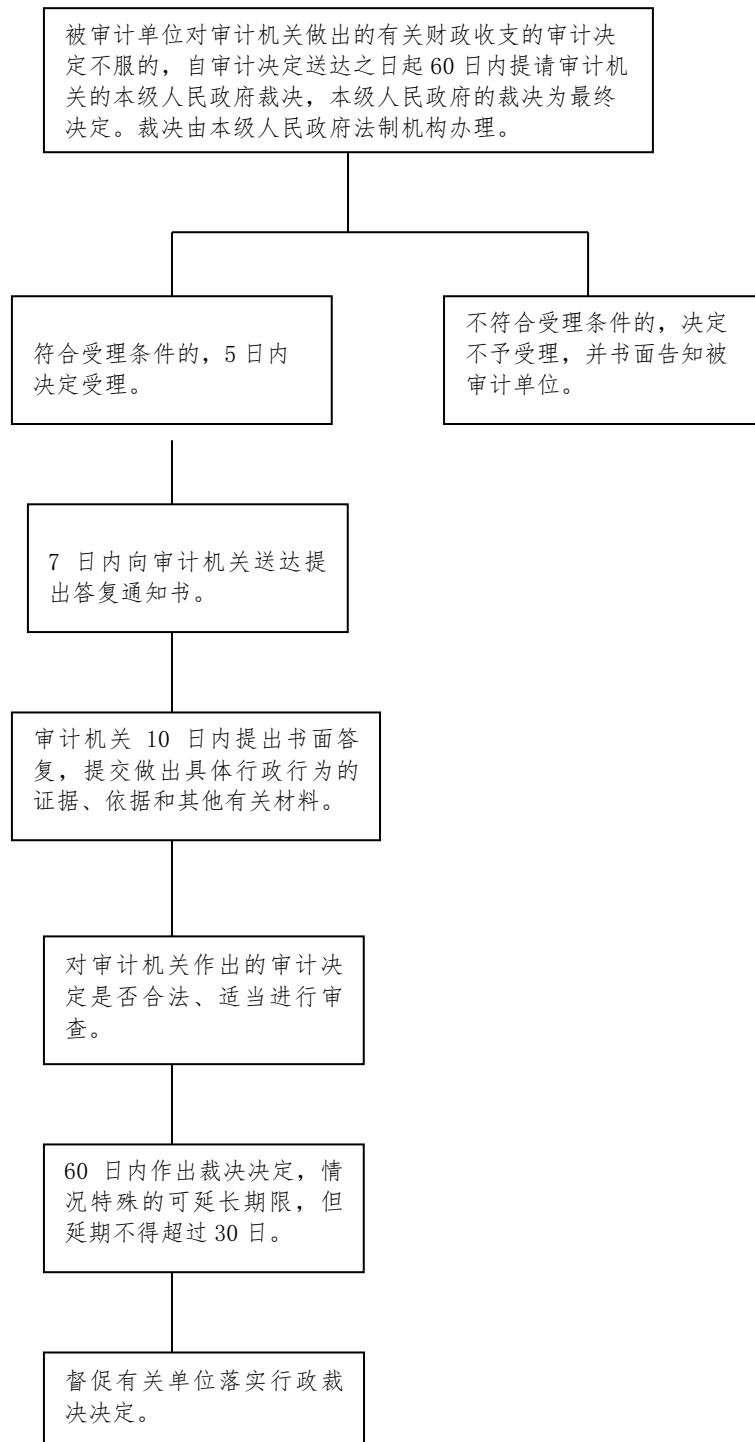 被审计单位对审计机关做出的有关财政收支的审计决
定不服的，自审计决定送达之日起 60 日内提请审计机
关的本级人民政府裁决，本级人民政府的裁决为最终
决定。裁决由本级人民政府法制机构办理。
符合受理条件的，5 日内
决定受理。
不符合受理条件的，决定
不予受理，并书面告知被
审计单位。
7 日内向审计机关送达提
出答复通知书。
审计机关 10 日内提出书面答
复，提交做出具体行政行为的
证据、依据和其他有关材料。
对审计机关作出的审计决
定是否合法、适当进行审
查。
60 日内作出裁决决定，情
况特殊的可延长期限，但
延期不得超过 30 日。
督促有关单位落实行政裁
决决定。